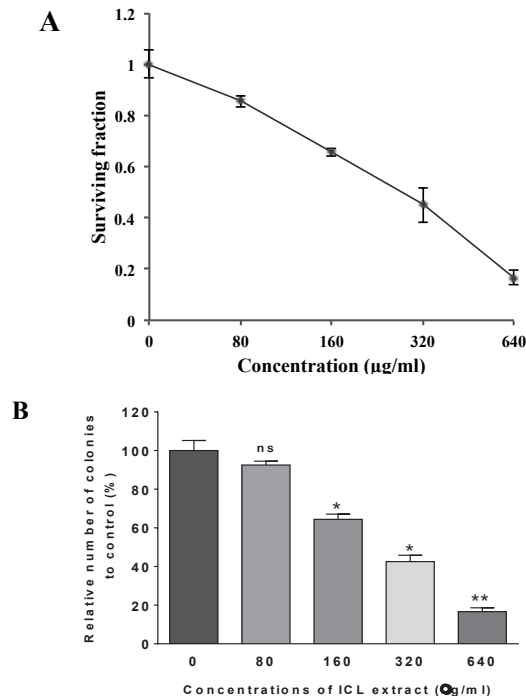 A
1.2
1
0.8
0.6
0.4
0.2
0
Surviving fraction
0 80 160 320 640
Concentration (µg/ml)
B
120
100
80
60
40
20
0
Relative number of colonies
to control (%)
ns
*
*
**
0 80 160 320 640
Concentrations of ICL extract (g/ml)